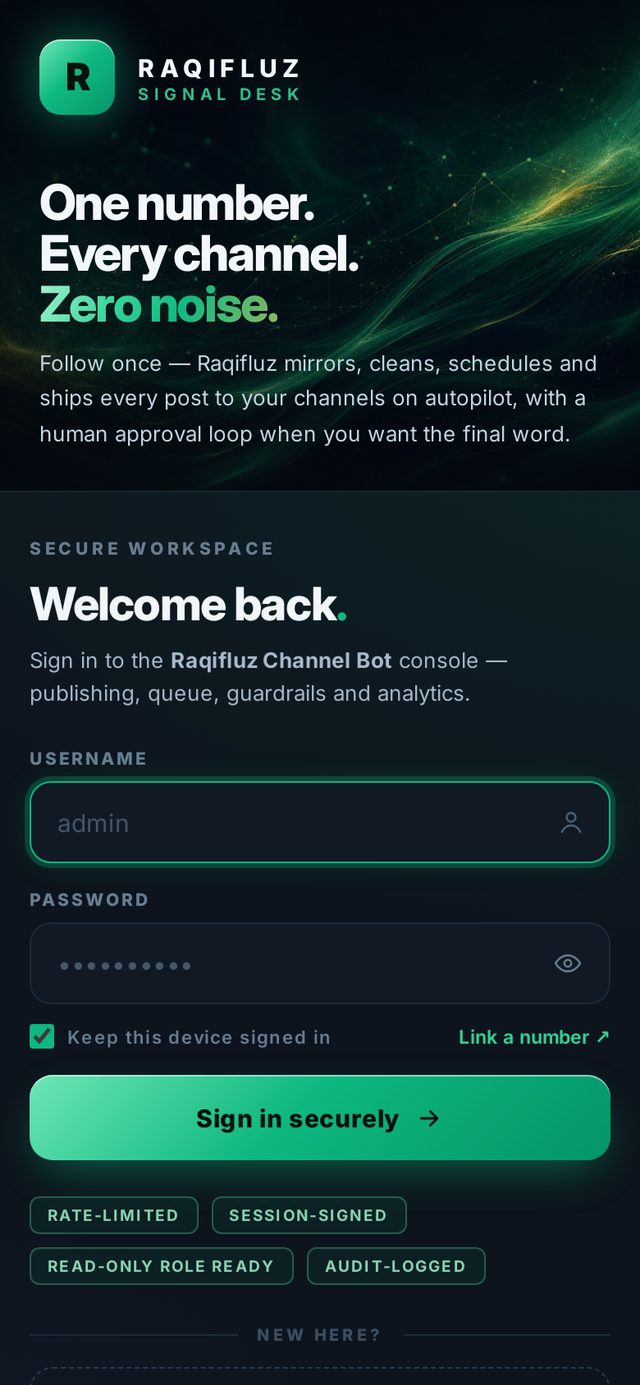 R
RAQIFLUZ
SIGNAL DESK
One number.
Every channel.
Zero noise.
Follow once — Raqifluz mirrors, cleans, schedules and
ships every post to your channels on autopilot, with a
human approval loop when you want the final word.
SECURE WORKSPACE
Welcome back.
Sign in to the Raqifluz Channel Bot console —
publishing, queue, guardrails and analytics.
USERNAME
admin
PASSWORD
••••••••••
Keep this device signed in
Link a number ↗
Sign in securely →
RATE-LIMITED
SESSION-SIGNED
READ-ONLY ROLE READY
AUDIT-LOGGED
NEW HERE?